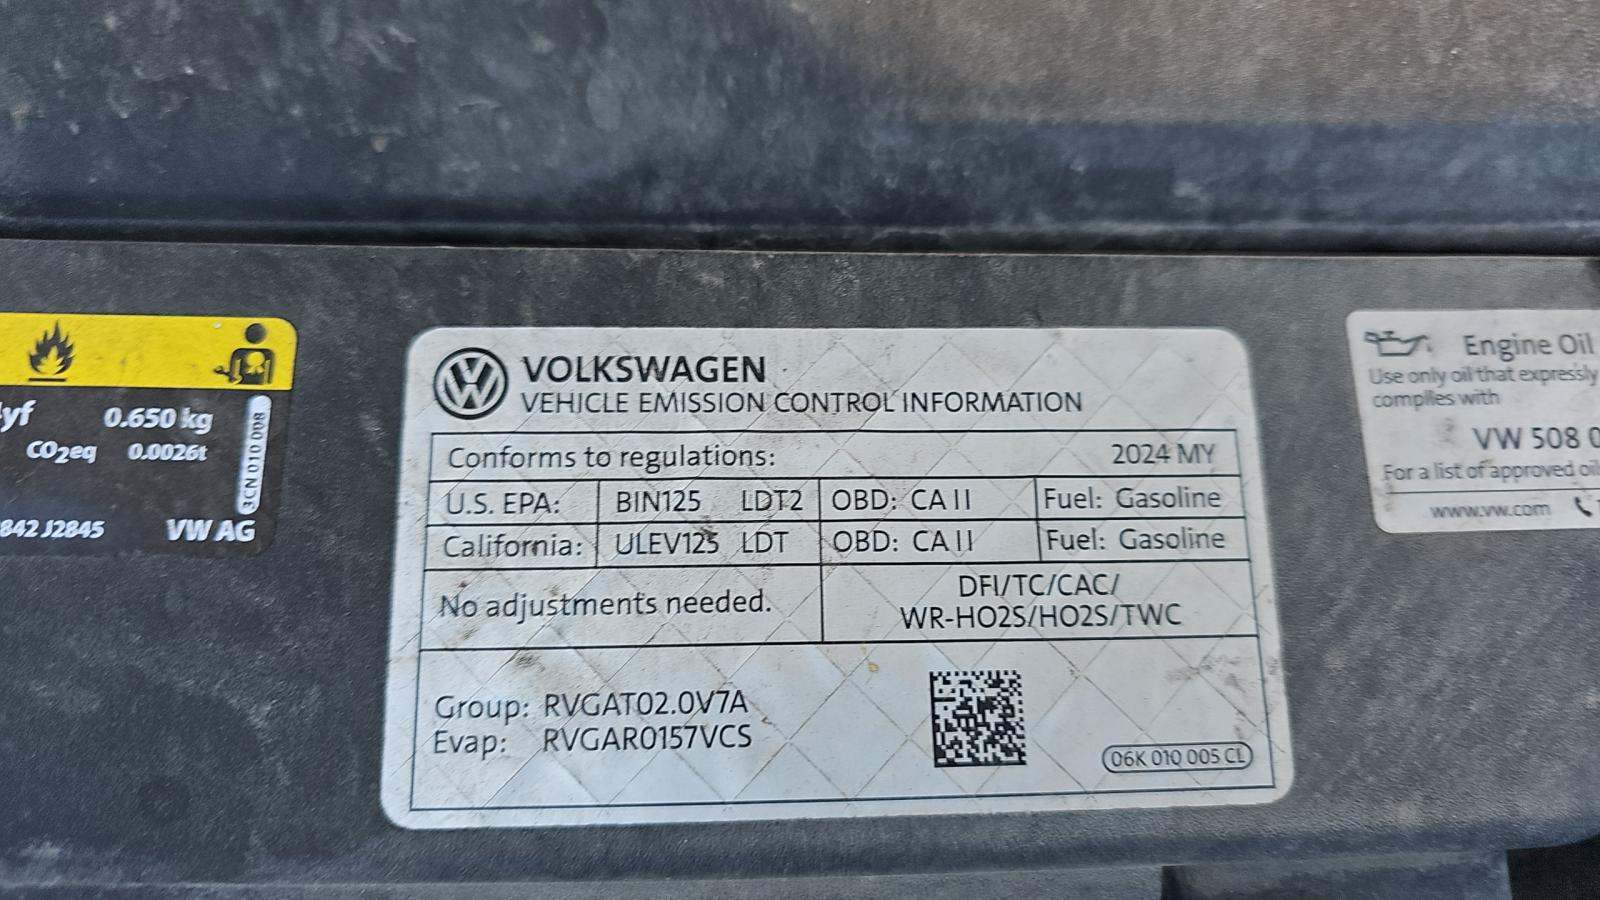 yf 0.650 kg
CO2eq 0.0026t
842 J2845 VW AG
3CN 010 008
VOLKSWAGEN
VEHICLE EMISSION CONTROL INFORMATION
Conforms to regulations: 2024 MY
U.S. EPA: BIN125 LDT2 OBD: CA II Fuel: Gasoline
California: ULEV125 LDT OBD: CA II Fuel: Gasoline
No adjustments needed.
DFI/TC/CAC/
WR-HO2S/HO2S/TWC
Group: RVGAT02.0V7A
Evap: RVGAR0157VCS
06K 010 005 CL
Engine Oil
Use only oil that expressly
complies with
VW 508 0
For a list of approved oil
www.vw.com